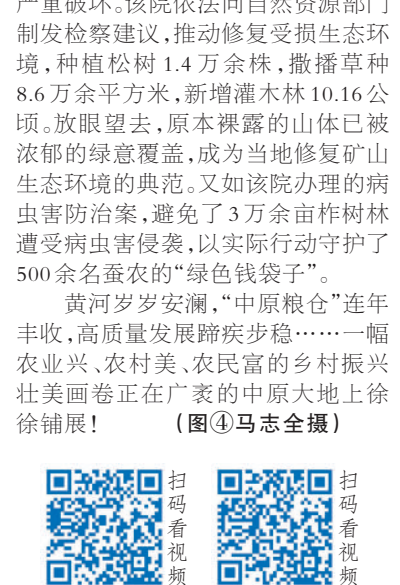 严重破坏。该院依法向自然资源部门
制发检察建议,推动修复受损生态环
境,种植松树1.4万余株,撒播草种
8.6万余平方米,新增灌木林10.16公
顷。放眼望去,原本裸露的山体已被
浓郁的绿意覆盖,成为当地修复矿山
生态环境的典范。又如该院办理的病
虫害防治案,避免了3万余亩柞树林
遭受病虫害侵袭,以实际行动守护了
500余名蚕农的“绿色钱袋子”。
黄河岁岁安澜,“中原粮仓”连年
丰收,高质量发展蹄疾步稳……一幅
农业兴、农村美、农民富的乡村振兴
壮美画卷正在广袤的中原大地上徐
徐铺展! (图④马志全摄)
扫码看视频
扫码看视频